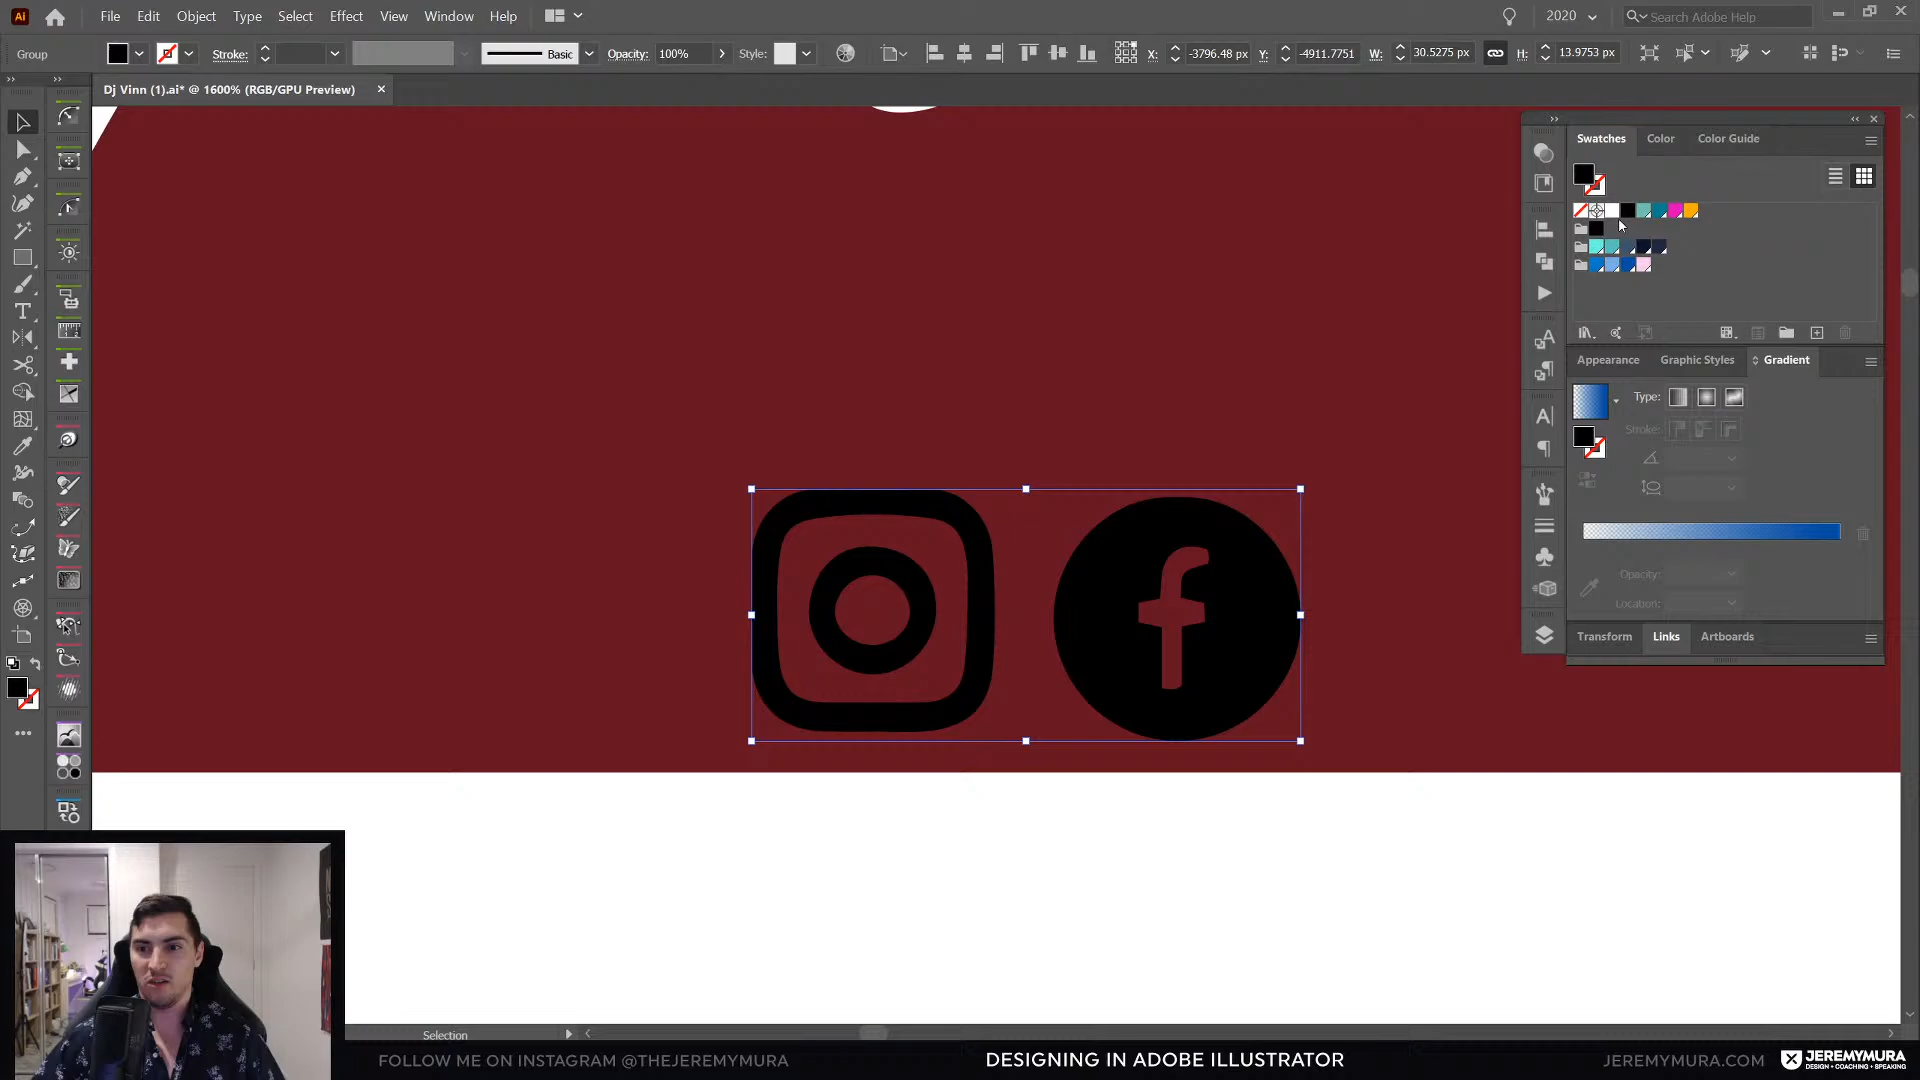 Ai File Edit Object Type Select Effect View Window Help 2020 Search Adobe Help
Group Stroke: Basic Opacity: 100% Style: X: -3796.48 px Y: -4911.7751 W: 30.5275 px H: 13.9753 px
Dj Vinn (1).ai* @ 1600% (RGB/GPU Preview)
Swatches Color Color Guide
Appearance Graphic Styles Gradient
Type:
Stroke:
Opacity:
Location:
Transform Links Artboards
Selection
FOLLOW ME ON INSTAGRAM @THEJEREMYMURA DESIGNING IN ADOBE ILLUSTRATOR JEREMYMURA.COM JEREMYMURA
DESIGN • COACHING • SPEAKING